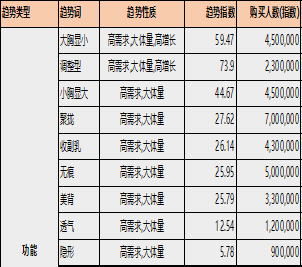 趋势类型 趋势词 趋势性质 趋势指数 购买人数(指数)
大胸显小 高需求,大体量,高增长 59.47 4,500,000
调整型 高需求,大体量,高增长 73.9 2,300,000
小胸显大 高需求,大体量 44.67 4,500,000
聚拢 高需求,大体量 27.62 7,000,000
收副乳 高需求,大体量 26.14 4,300,000
无痕 高需求,大体量 25.95 5,000,000
美背 高需求,大体量 25.79 3,300,000
透气 高需求,大体量 12.54 1,200,000
功能 隐形 高需求,大体量 5.78 900,000